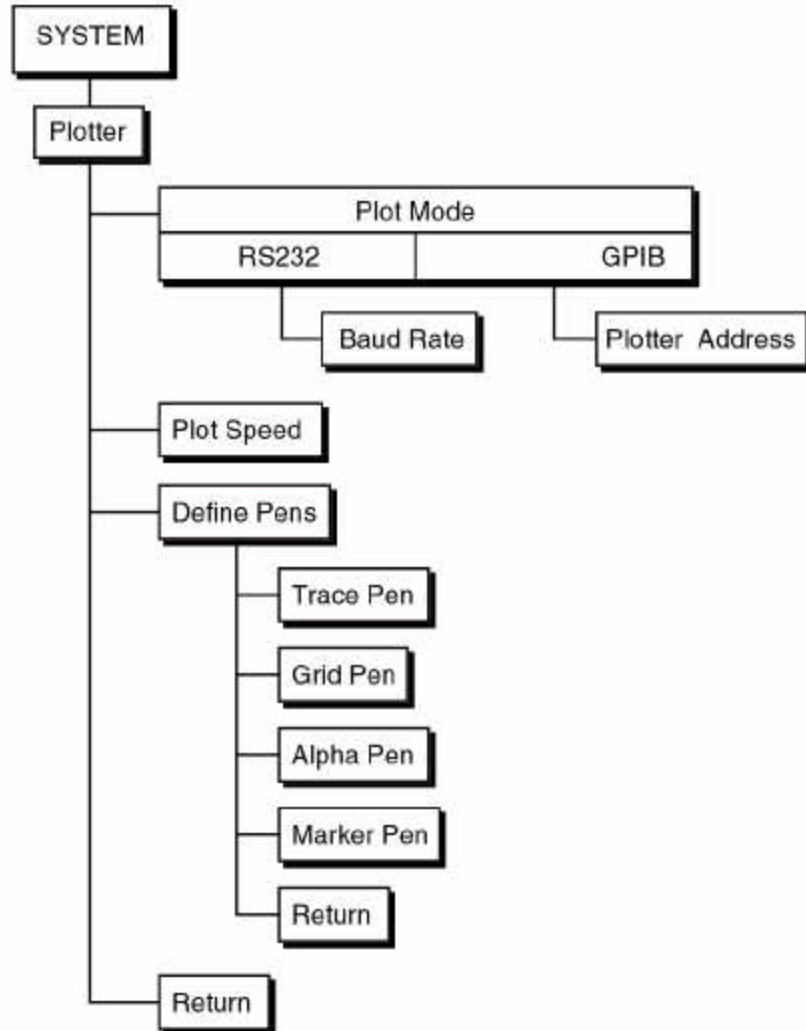 SYSTEM
Plotter
Plot Mode
RS232 GPIB
Baud Rate Plotter Address
Plot Speed
Define Pens
Trace Pen
Grid Pen
Alpha Pen
Marker Pen
Return
Return